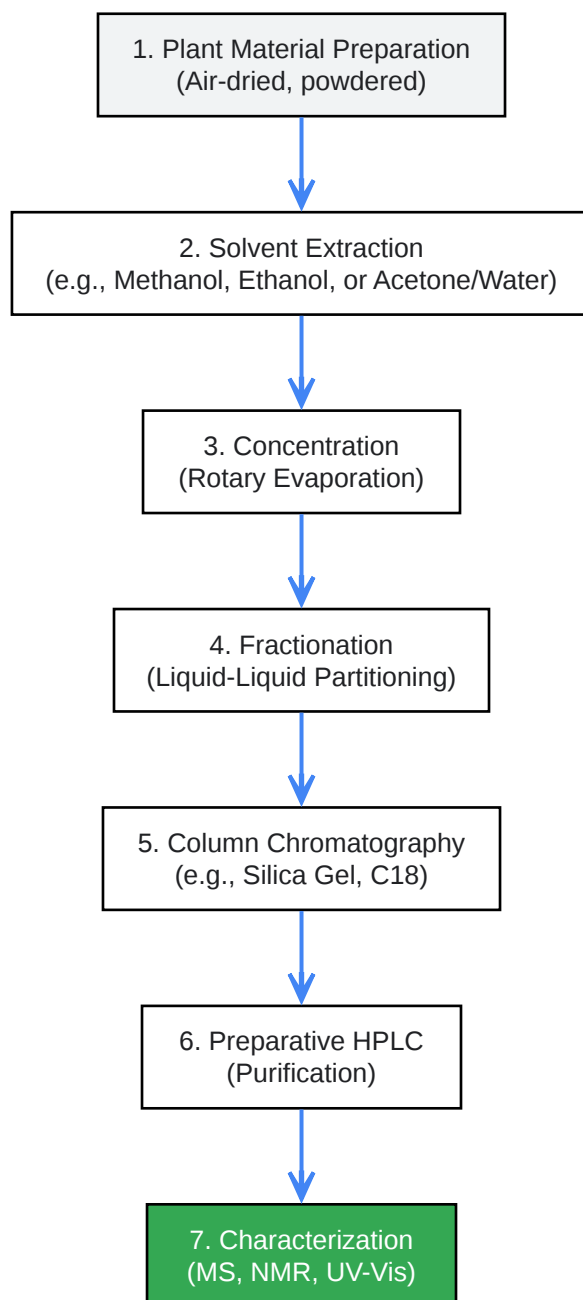 1. Plant Material Preparation
(Air-dried, powdered)
2. Solvent Extraction
(e.g., Methanol, Ethanol, or Acetone/Water)
3. Concentration
(Rotary Evaporation)
4. Fractionation
(Liquid-Liquid Partitioning)
5. Column Chromatography
(e.g., Silica Gel, C18)
6. Preparative HPLC
(Purification)
7. Characterization
(MS, NMR, UV-Vis)